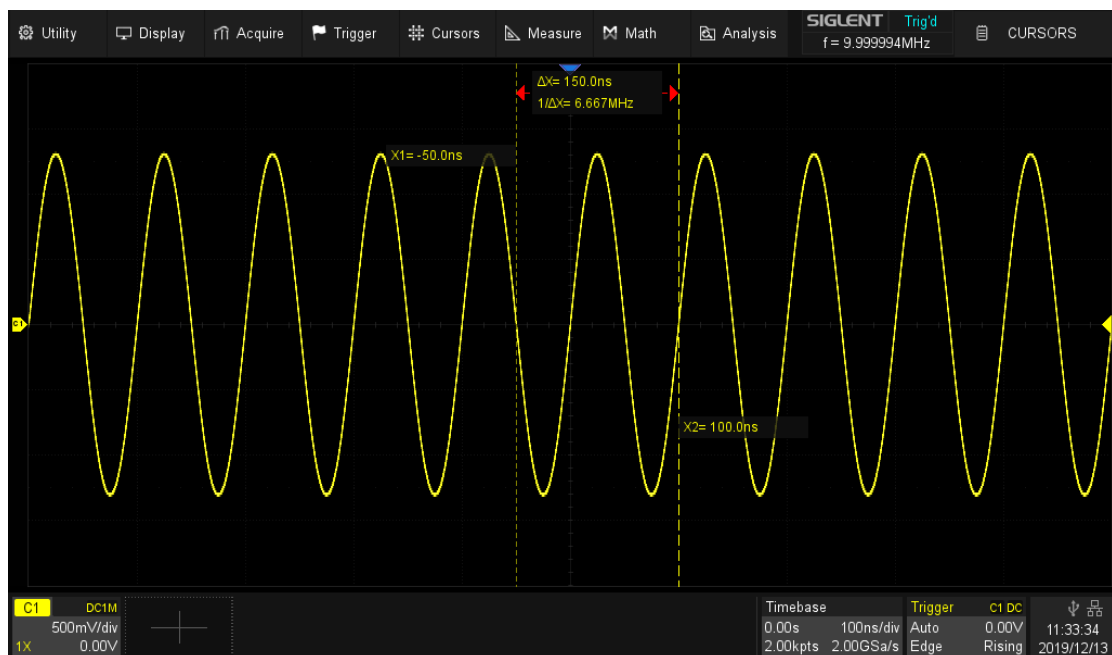 Utility Display Acquire Trigger Cursors Measure Math Analysis SIGLENT Trig'd CURSORS
f = 9.999994MHz
ΔX= 150.0ns
1/ΔX= 6.667MHz
X1= -50.0ns
C1
X2= 100.0ns
C1 DC1M Timebase Trigger C1 DC
500mV/div 0.00s 100ns/div Auto 0.00V 11:33:34
1X 0.00V 2.00kpts 2.00GSa/s Edge Rising 2019/12/13